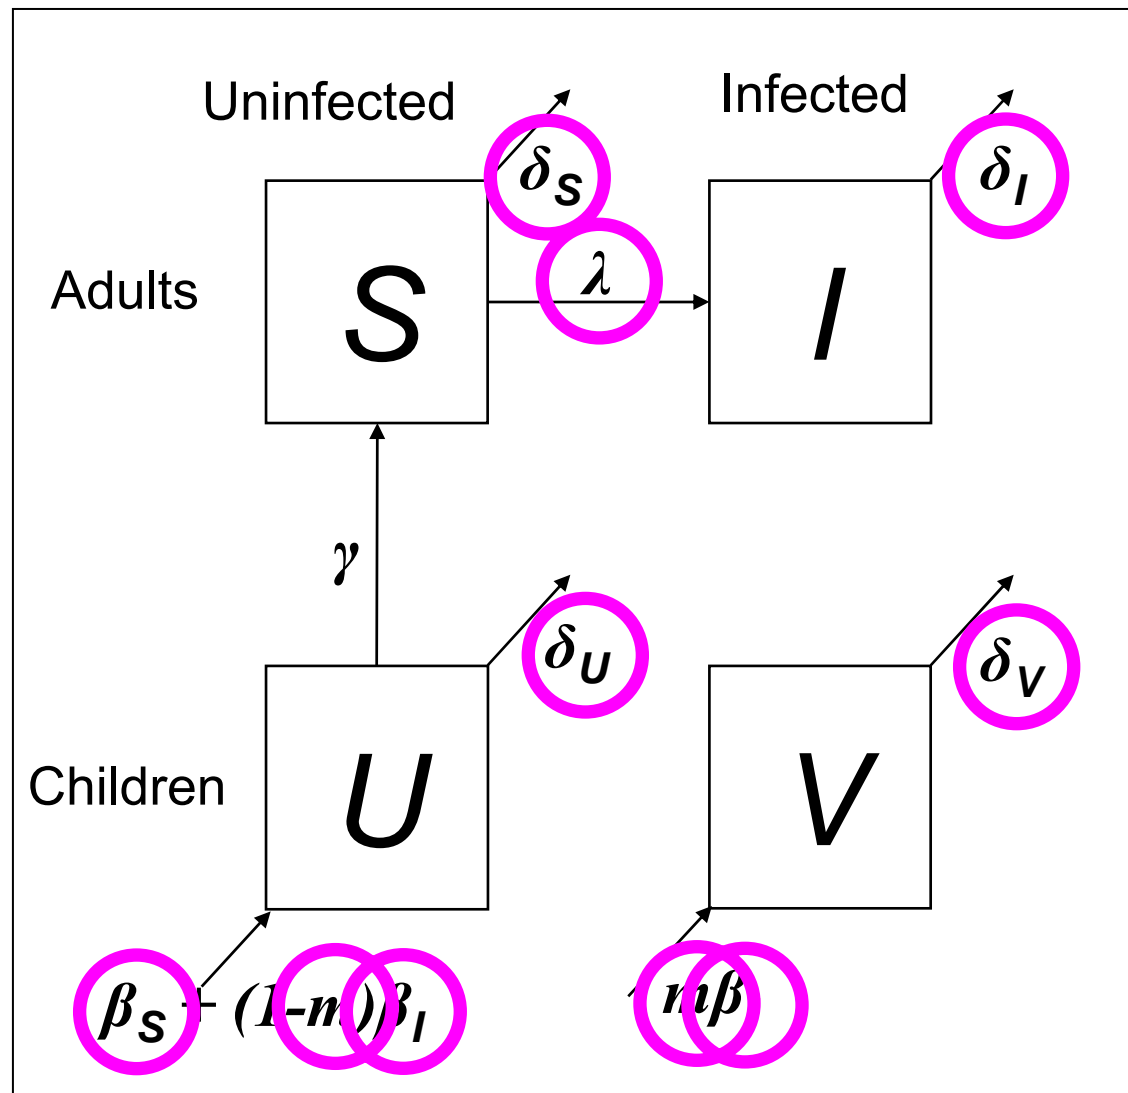 Uninfected Infected
δS δI
λ
Adults S I
γ
δU δV
Children U V
βS + (1-m)βI mβ